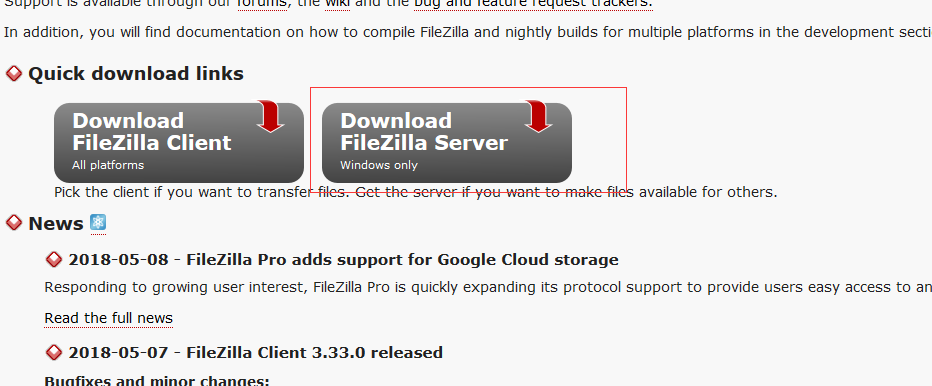 Support is available through our forums, the wiki and the bug and feature request trackers.
In addition, you will find documentation on how to compile FileZilla and nightly builds for multiple platforms in the development
Quick download links
Download
FileZilla Client
All platforms
Download
FileZilla Server
Windows only
Pick the client if you want to transfer files. Get the server if you want to make files available for others.
News
2018-05-08 - FileZilla Pro adds support for Google Cloud storage
Responding to growing user interest, FileZilla Pro is quickly expanding its protocol support to provide users easy access to
Read the full news
2018-05-07 - FileZilla Client 3.33.0 released
Bugfixes and minor changes: